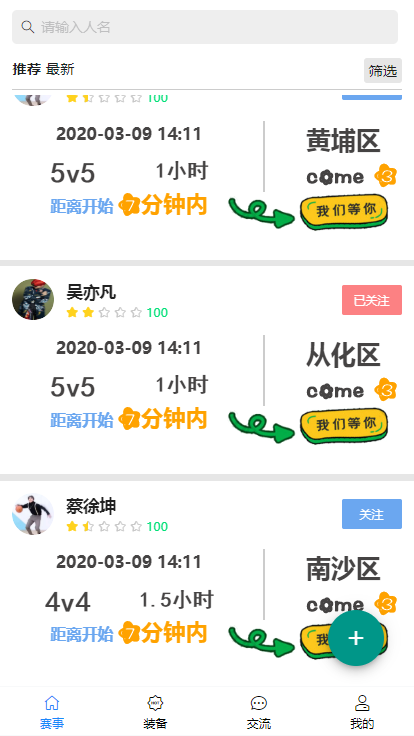 请输入人名
推荐 最新
筛选
100
2020-03-09 14:11
黄埔区
5v5
1小时
come 3
距离开始 7分钟内
我们等你
吴亦凡
已关注
100
2020-03-09 14:11
从化区
5v5
1小时
come 3
距离开始 7分钟内
我们等你
蔡徐坤
关注
100
2020-03-09 14:11
南沙区
4v4
1.5小时
come 3
距离开始 7分钟内
我
+
赛事
装备
交流
我的